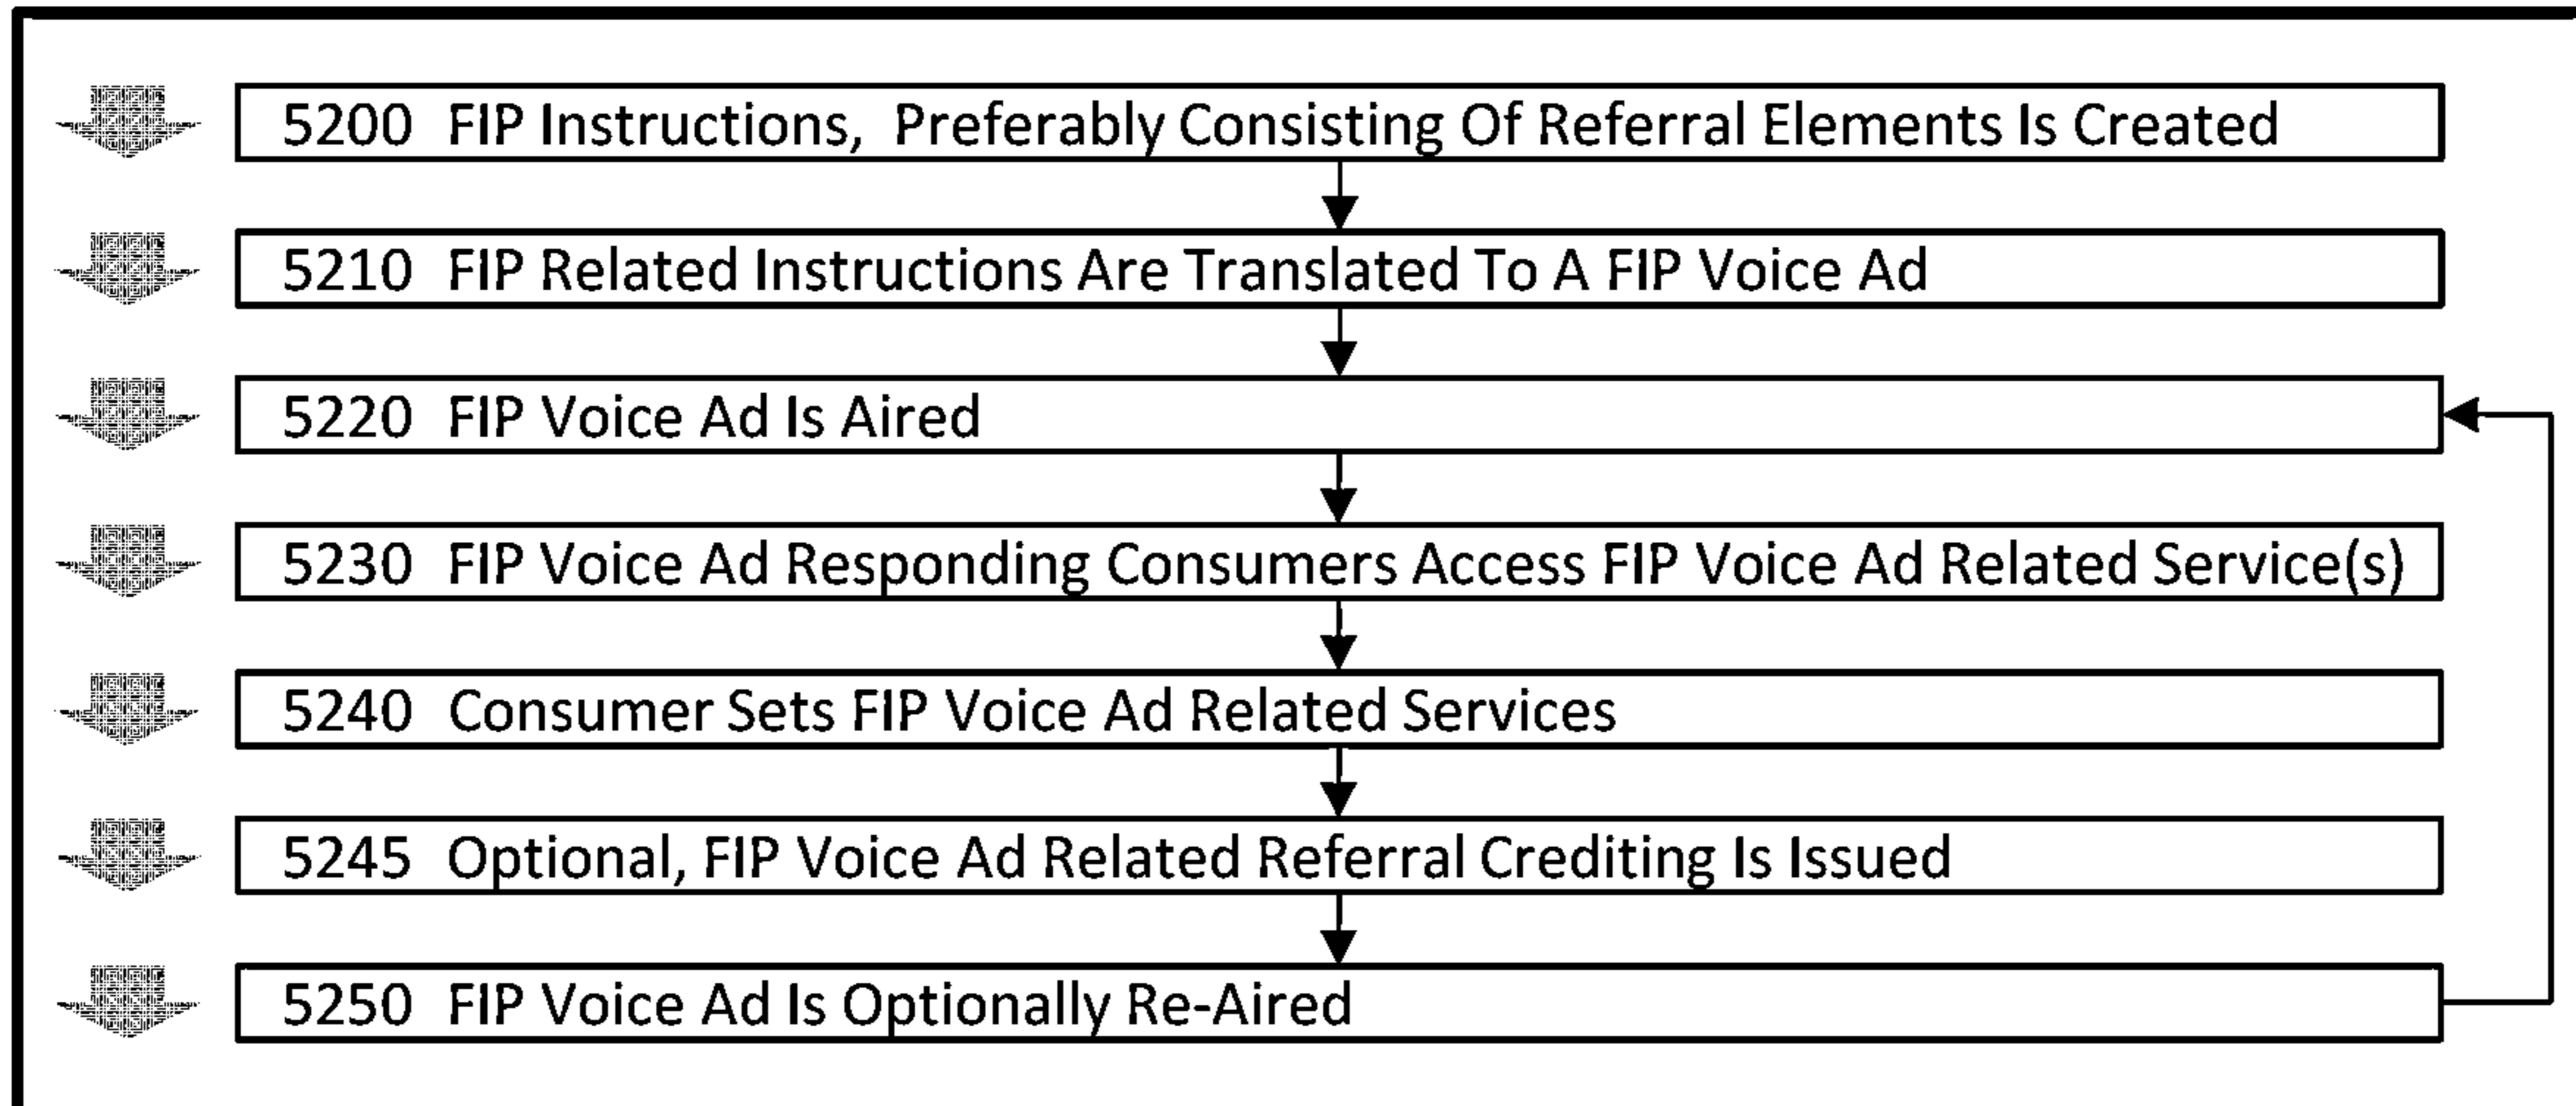 5200 FIP Instructions, Preferably Consisting Of Referral Elements Is Created
5210 FIP Related Instructions Are Translated To A FIP Voice Ad
5220 FIP Voice Ad Is Aired
5230 FIP Voice Ad Responding Consumers Access FIP Voice Ad Related Service(s)
5240 Consumer Sets FIP Voice Ad Related Services
5245 Optional, FIP Voice Ad Related Referral Crediting Is Issued
5250 FIP Voice Ad Is Optionally Re-Aired